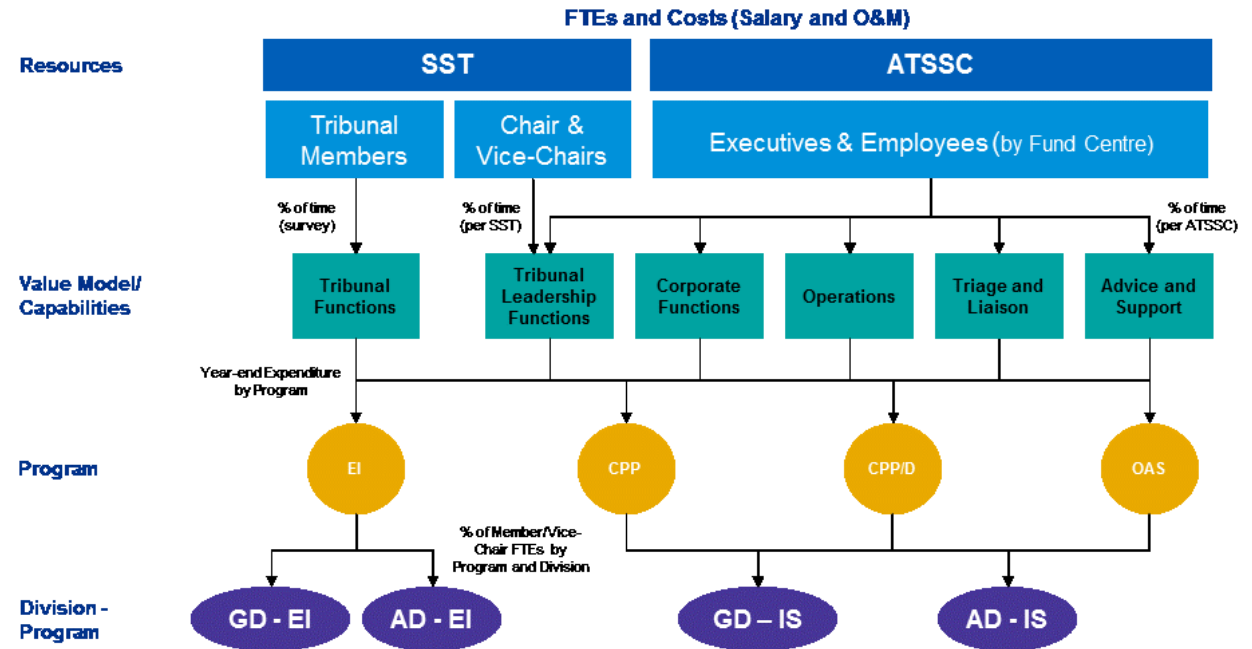 FTEs and Costs (Salary and O&M)
Resources
SST
ATSSC
Tribunal
Members
Chair &
Vice-Chairs
Executives & Employees (by Fund Centre)
% of time
(survey)
% of time
(per SST)
% of time
(per ATSSC)
Value Model/
Capabilities
Tribunal
Functions
Tribunal
Leadership
Functions
Corporate
Functions
Operations
Triage and
Liaison
Advice and
Support
Year-end Expenditure
by Program
Program
EI
CPP
CPP/D
OAS
% of Member/Vice-
Chair FTEs by
Program and Division
Division -
Program
GD - EI
AD - EI
GD – IS
AD - IS